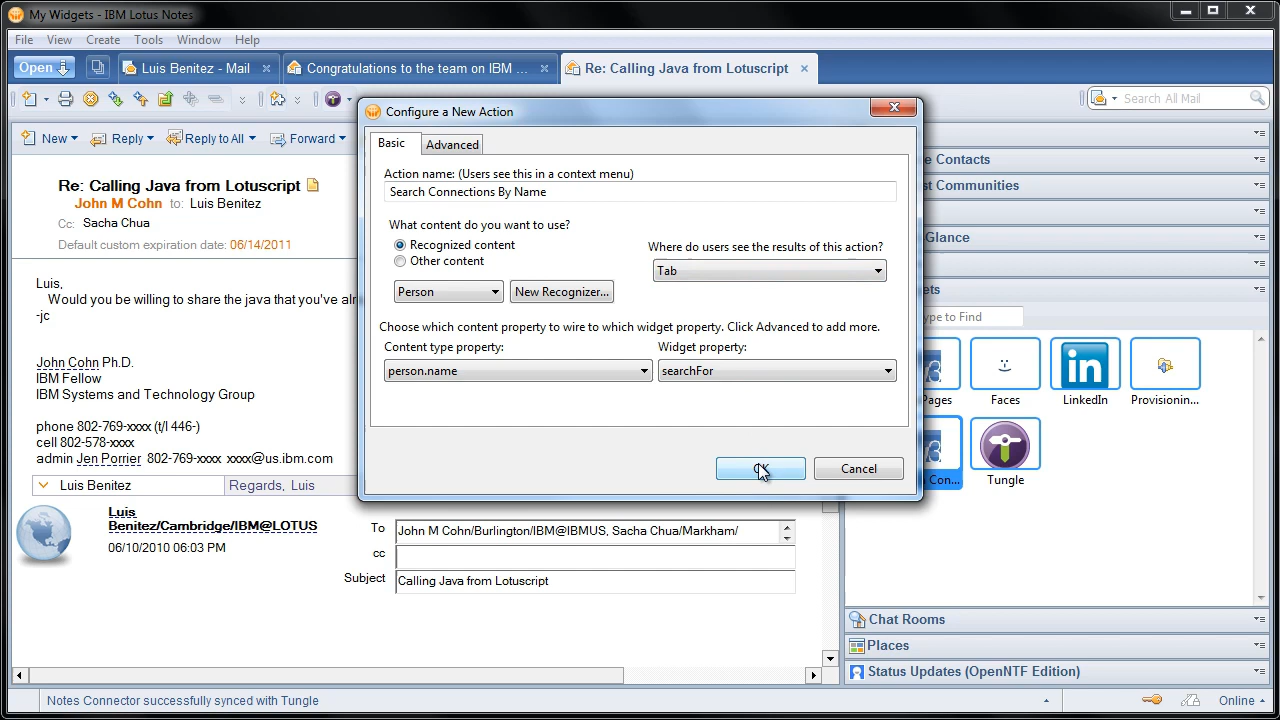 My Widgets - IBM Lotus Notes
File View Create Tools Window Help
Open Luis Benitez - Mail Congratulations to the team on IBM ... Re: Calling Java from Lotuscript
Search All Mail
New Reply Reply to All Forward
Re: Calling Java from Lotuscript
John M Cohn to: Luis Benitez
Cc: Sacha Chua
Default custom expiration date: 06/14/2011
Luis,
Would you be willing to share the java that you've
-jc
John Cohn Ph.D.
IBM Fellow
IBM Systems and Technology Group
phone 802-769-xxxx (t/l 446-)
cell 802-578-xxxx
admin Jen Porrier 802-769-xxxx xxxx@us.ibm.com
Luis Benitez Regards, Luis
Luis
Benitez/Cambridge/IBM@LOTUS
06/10/2010 06:03 PM
To John M Cohn/Burlington/IBM@IBMUS, Sacha Chua/Markham/
cc
Subject Calling Java from Lotuscript
Configure a New Action
Basic Advanced
Action name: (Users see this in a context menu)
Search Connections By Name
What content do you want to use?
Recognized content
Other content
Where do users see the results of this action?
Tab
Person New Recognizer...
Choose which content property to wire to which widget property. Click Advanced to add more.
Content type property: Widget property:
person.name searchFor
OK Cancel
Contacts
Communities
Glance
to Find
Pages Faces LinkedIn Provisionin...
Con... Tungle
Chat Rooms
Places
Status Updates (OpenNTF Edition)
Notes Connector successfully synced with Tungle Online